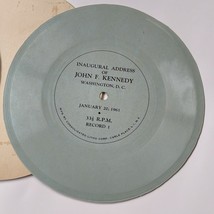 INAUGURAL ADDRESS
OF
JOHN F. KENNEDY
WASHINGTON, D. C.
JANUARY 20, 1961
33⅓ R.P.M.
RECORD 1